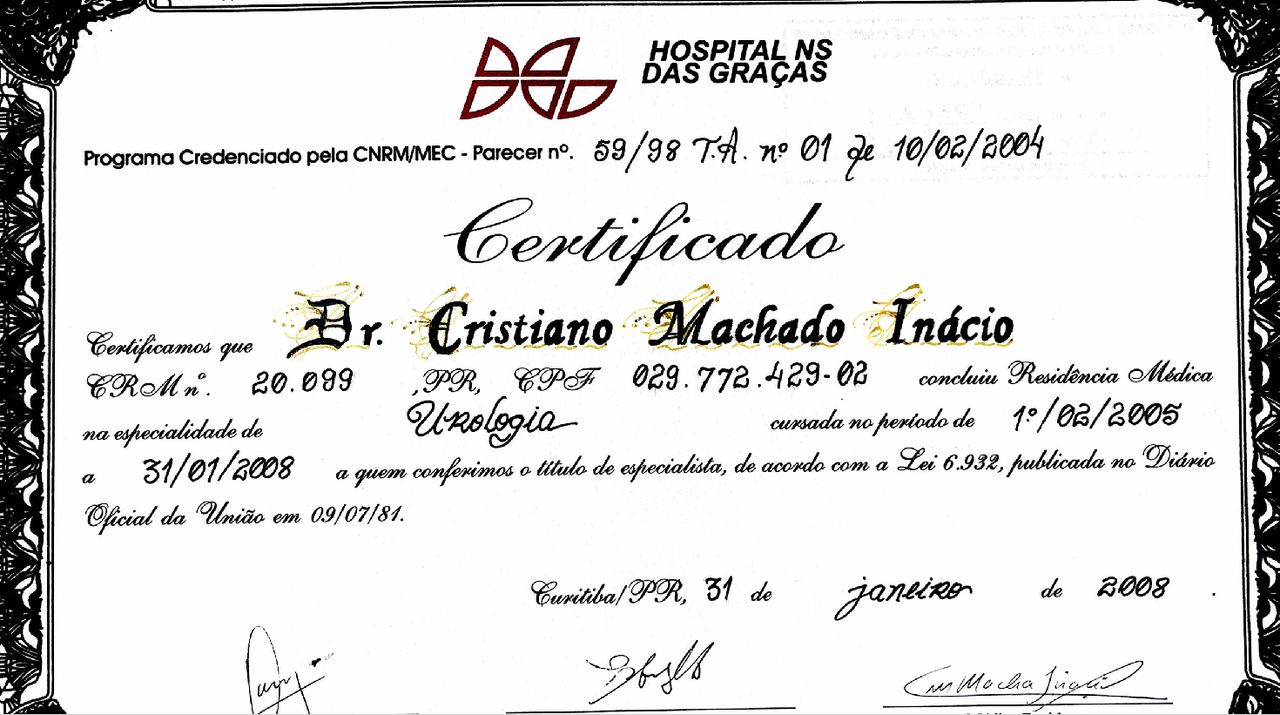 HOSPITAL NS
DAS GRAÇAS
Programa Credenciado pela CNRM/MEC - Parecer nº. 59/98 T.A. nº 01 de 10/02/2004
Certificado
Certificamos que Dr. Cristiano Machado Inácio
CRM nº. 20.099 ,PR, CPF 029.772.429-02 concluiu Residência Médica
na especialidade de Urologia cursada no período de 1º/02/2005
a 31/01/2008 a quem conferimos o título de especialista, de acordo com a Lei 6.932, publicada no Diário
Oficial da União em 09/07/81.
Curitiba/PR, 31 de janeiro de 2008 .